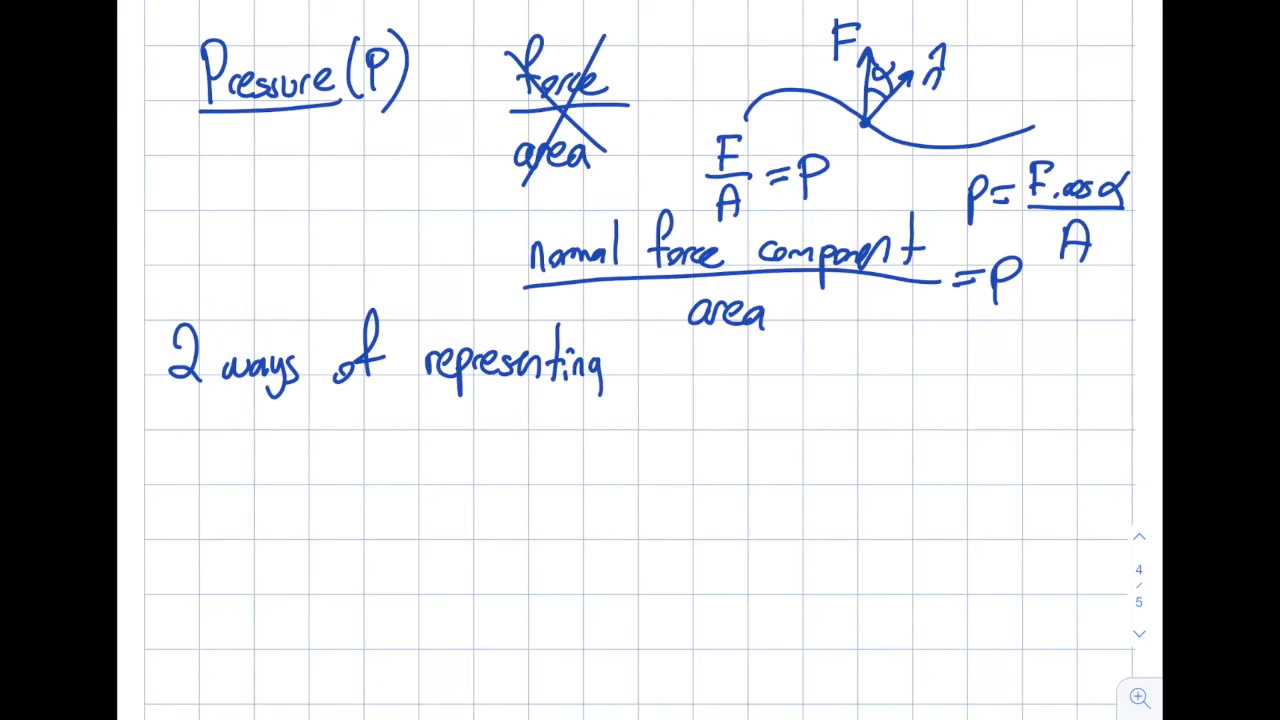 Pressure (P)
force
area
F
α
n̂
F
A
= P
P = F.cos α
A
normal force component
area
= P
2 ways of representing
4
/
5